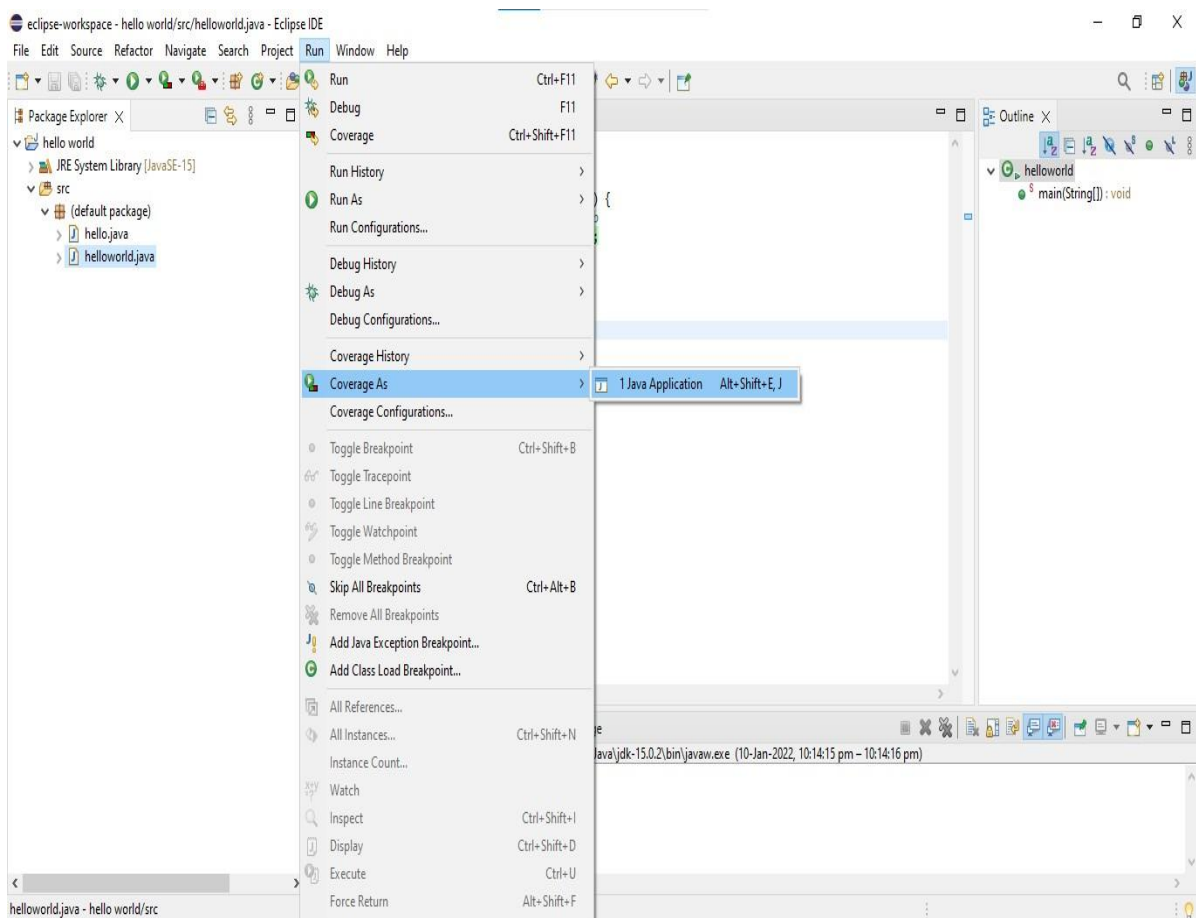 eclipse-workspace - hello world/src/helloworld.java - Eclipse IDE
File Edit Source Refactor Navigate Search Project Run Window Help
Package Explorer
hello world
JRE System Library [JavaSE-15]
src
(default package)
hello.java
helloworld.java
Run Ctrl+F11
Debug F11
Coverage Ctrl+Shift+F11
Run History
Run As
Run Configurations...
Debug History
Debug As
Debug Configurations...
Coverage History
Coverage As
Coverage Configurations...
Toggle Breakpoint Ctrl+Shift+B
Toggle Tracepoint
Toggle Line Breakpoint
Toggle Watchpoint
Toggle Method Breakpoint
Skip All Breakpoints Ctrl+Alt+B
Remove All Breakpoints
Add Java Exception Breakpoint...
Add Class Load Breakpoint...
All References...
All Instances... Ctrl+Shift+N
Instance Count...
Watch
Inspect Ctrl+Shift+I
Display Ctrl+Shift+D
Execute Ctrl+U
Force Return Alt+Shift+F
1 Java Application Alt+Shift+E, J
) {
Outline
helloworld
main(String[]) : void
Java\jdk-15.0.2\bin\javaw.exe (10-Jan-2022, 10:14:15 pm – 10:14:16 pm)
helloworld.java - hello world/src